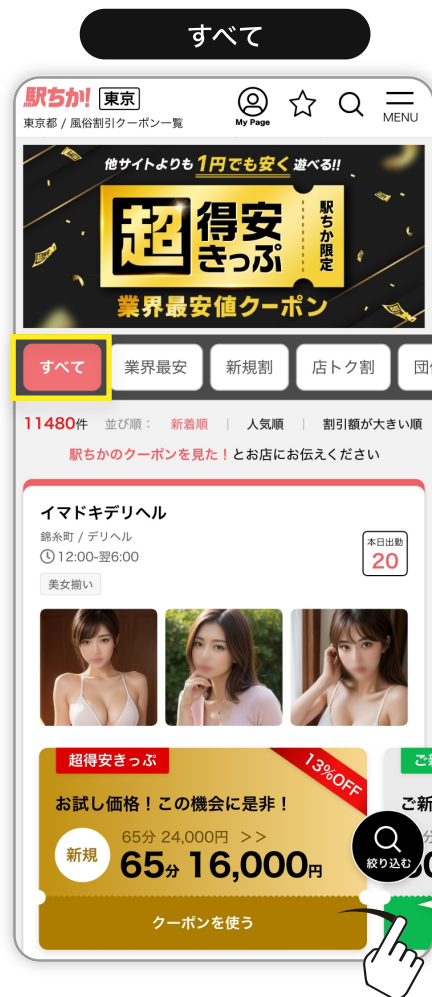 すべて
駅ちか! 東京
東京都 / 風俗割引クーポン一覧
My Page
MENU
他サイトよりも1円でも安く遊べる!!
超得安きっぷ
駅ちか限定
業界最安値クーポン
すべて 業界最安 新規割 店トク割
11480件 並び順： 新着順 | 人気順 | 割引額が大きい順
駅ちかのクーポンを見た！とお店にお伝えください
イマドキデリヘル
錦糸町 / デリヘル
12:00-翌6:00
本日出勤
20
美女揃い
超得安きっぷ
13%OFF
お試し価格！この機会に是非！
新規
65分 24,000円 >>
65分 16,000円
クーポンを使う
絞り込む